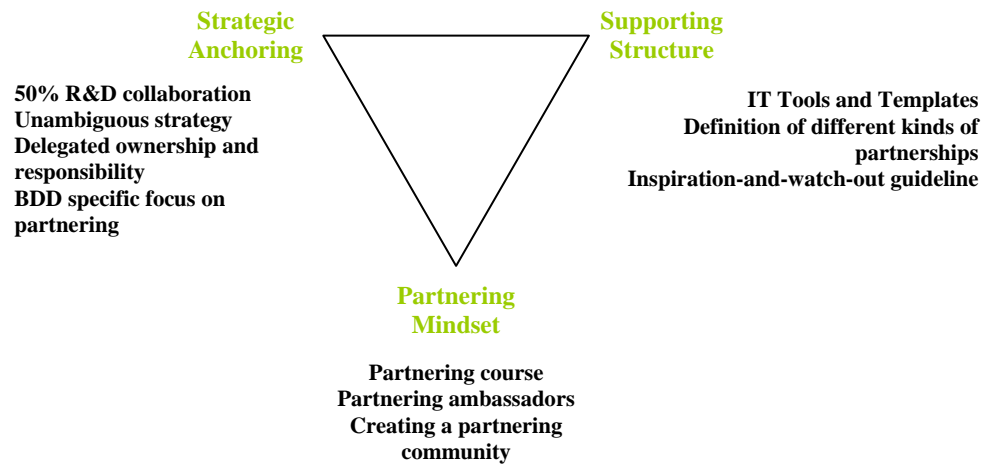 Strategic
Anchoring
50% R&D collaboration
Unambiguous strategy
Delegated ownership and
responsibility
BDD specific focus on
partnering
Supporting
Structure
IT Tools and Templates
Definition of different kinds of
partnerships
Inspiration-and-watch-out guideline
Partnering
Mindset
Partnering course
Partnering ambassadors
Creating a partnering
community